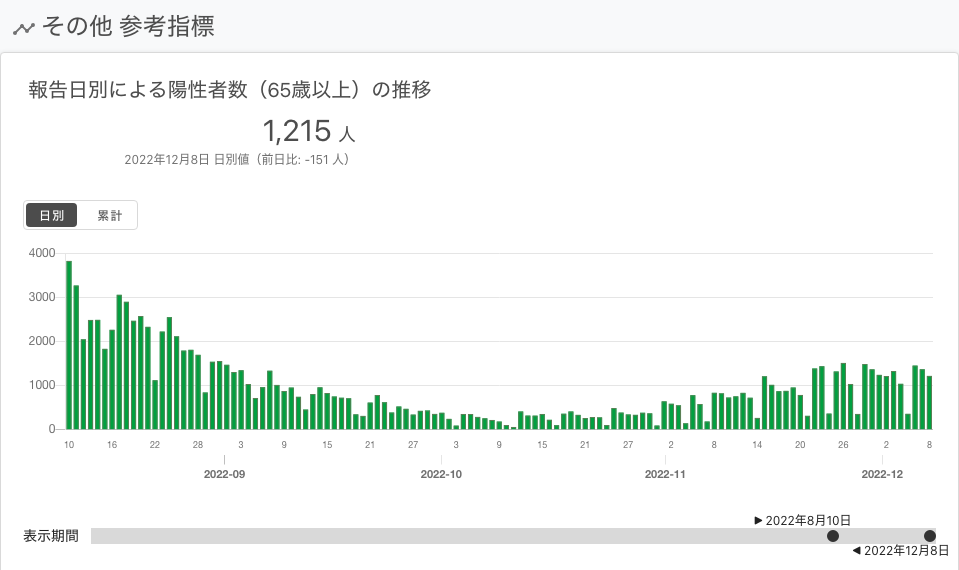 その他 参考指標
報告日別による陽性者数（65歳以上）の推移
1,215 人
2022年12月8日 日別値（前日比: -151 人）
日別 累計
4000
3000
2000
1000
0
10 16 22 28 3 9 15 21 27 3 9 15 21 27 2 8 14 20 26 2 8
2022-09 2022-10 2022-11 2022-12
2022年8月10日
表示期間
2022年12月8日